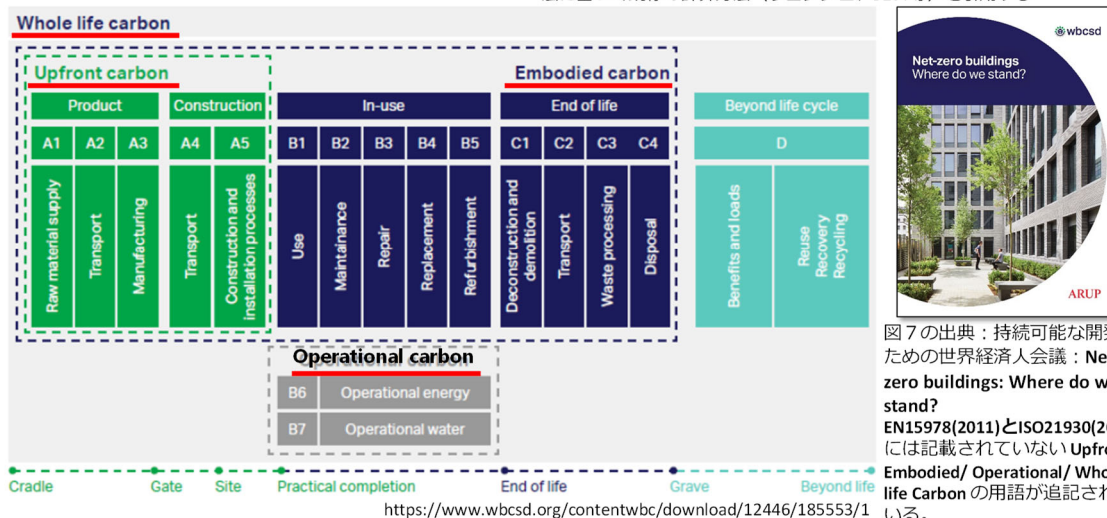 Whole life carbon
Upfront carbon
Embodied carbon
Product
Construction
In-use
End of life
Beyond life cycle
A1
A2
A3
A4
A5
B1
B2
B3
B4
B5
C1
C2
C3
C4
D
Raw material supply
Transport
Manufacturing
Transport
Construction and
installation processes
Use
Maintainance
Repair
Replacement
Refurbishment
Deconstruction and
demolition
Transport
Waste processing
Disposal
Benefits and loads
Reuse
Recovery
Recycling
Operational carbon
B6 Operational energy
B7 Operational water
Cradle
Gate
Site
Practical completion
End of life
Grave
Beyond life
https://www.wbcsd.org/contentwbc/download/12446/185553/1
wbcsd
Net-zero buildings
Where do we stand?
ARUP
図７の出典：持続可能な開発
ための世界経済人会議：
zero buildings: Where do
stand?
EN15978(2011)とISO21930
には記載されていない
Embodied/ Operational/
life Carbon の用語が追記され
いる。